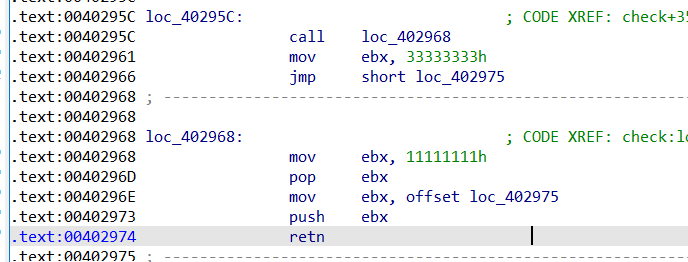 .text:0040295C loc_40295C: ; CODE XREF: check+35
.text:0040295C call loc_402968
.text:00402961 mov ebx, 33333333h
.text:00402966 jmp short loc_402975
.text:00402968 ; ---------------------------------------------------------------------------
.text:00402968
.text:00402968 loc_402968: ; CODE XREF: check:lo
.text:00402968 mov ebx, 11111111h
.text:0040296D pop ebx
.text:0040296E mov ebx, offset loc_402975
.text:00402973 push ebx
.text:00402974 retn
.text:00402975 ; ---------------------------------------------------------------------------